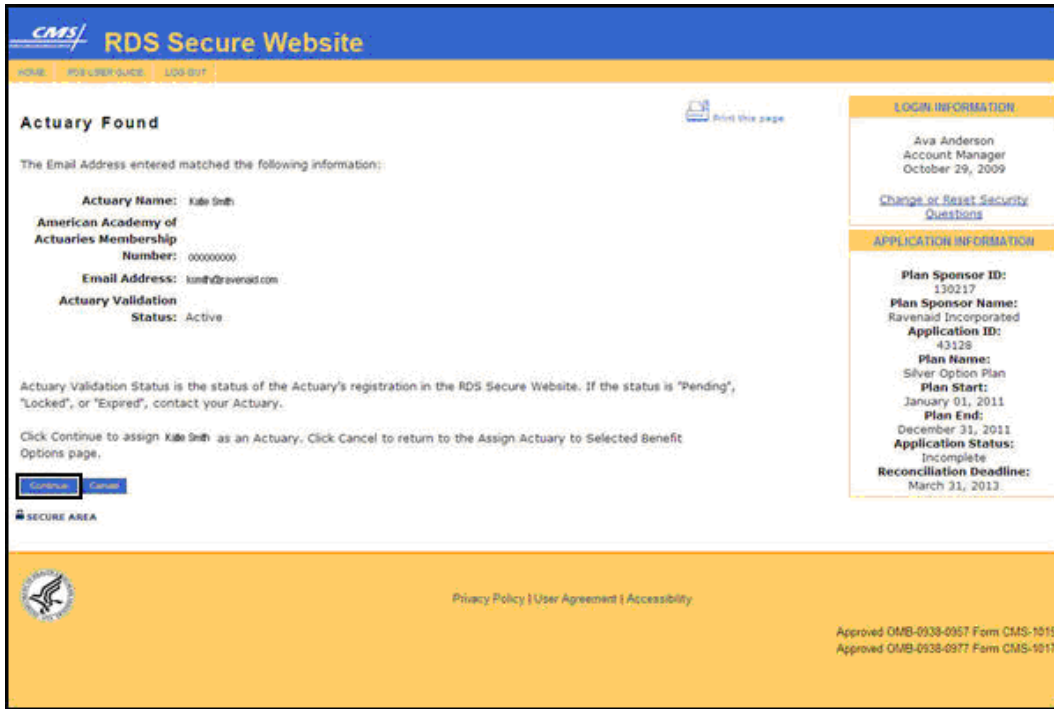 CMS/ RDS Secure Website
HOME RDS USER GUIDE LOG OUT
Actuary Found
Print this page
The Email Address entered matched the following information:
Actuary Name: Katie Smith
American Academy of
Actuaries Membership
Number: 000000000
Email Address: ksmith@ravenaid.com
Actuary Validation
Status: Active
Actuary Validation Status is the status of the Actuary's registration in the RDS Secure Website. If the status is "Pending",
"Locked", or "Expired", contact your Actuary.
Click Continue to assign Katie Smith as an Actuary. Click Cancel to return to the Assign Actuary to Selected Benefit
Options page.
Continue Cancel
SECURE AREA
LOGIN INFORMATION
Ava Anderson
Account Manager
October 29, 2009
Change or Reset Security
Questions
APPLICATION INFORMATION
Plan Sponsor ID:
130217
Plan Sponsor Name:
Ravenaid Incorporated
Application ID:
43128
Plan Name:
Silver Option Plan
Plan Start:
January 01, 2011
Plan End:
December 31, 2011
Application Status:
Incomplete
Reconciliation Deadline:
March 31, 2013
Privacy Policy | User Agreement | Accessibility
Approved OMB-0938-0957 Form CMS-1015
Approved OMB-0938-0977 Form CMS-1017